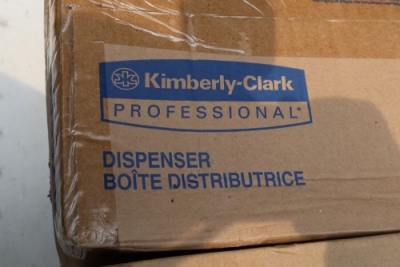 Kimberly-Clark
PROFESSIONAL*
DISPENSER
BOÎTE DISTRIBUTRICE